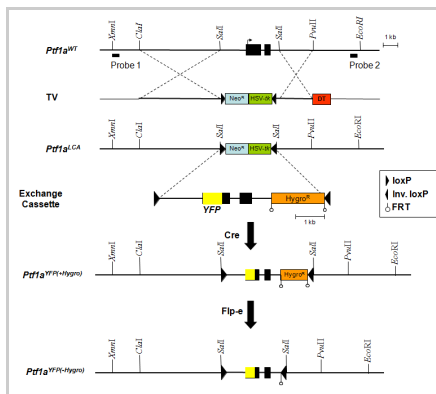 XmnI ClaI SalI SalI PvuII EcoRI
Ptf1a^WT 1 kb
Probe 1 Probe 2
TV Neo^R HSV-tk DT
XmnI ClaI SalI SalI PvuII EcoRI
Ptf1a^LCA Neo^R HSV-tk
Exchange
Cassette
YFP Hygro^R
1 kb
loxP
Inv. loxP
FRT
Cre
XmnI ClaI SalI SalI PvuII EcoRI
Ptf1a^YFP(+Hygro) Hygro^R
Flp-e
XmnI ClaI SalI SalI PvuII EcoRI
Ptf1a^YFP(-Hygro)